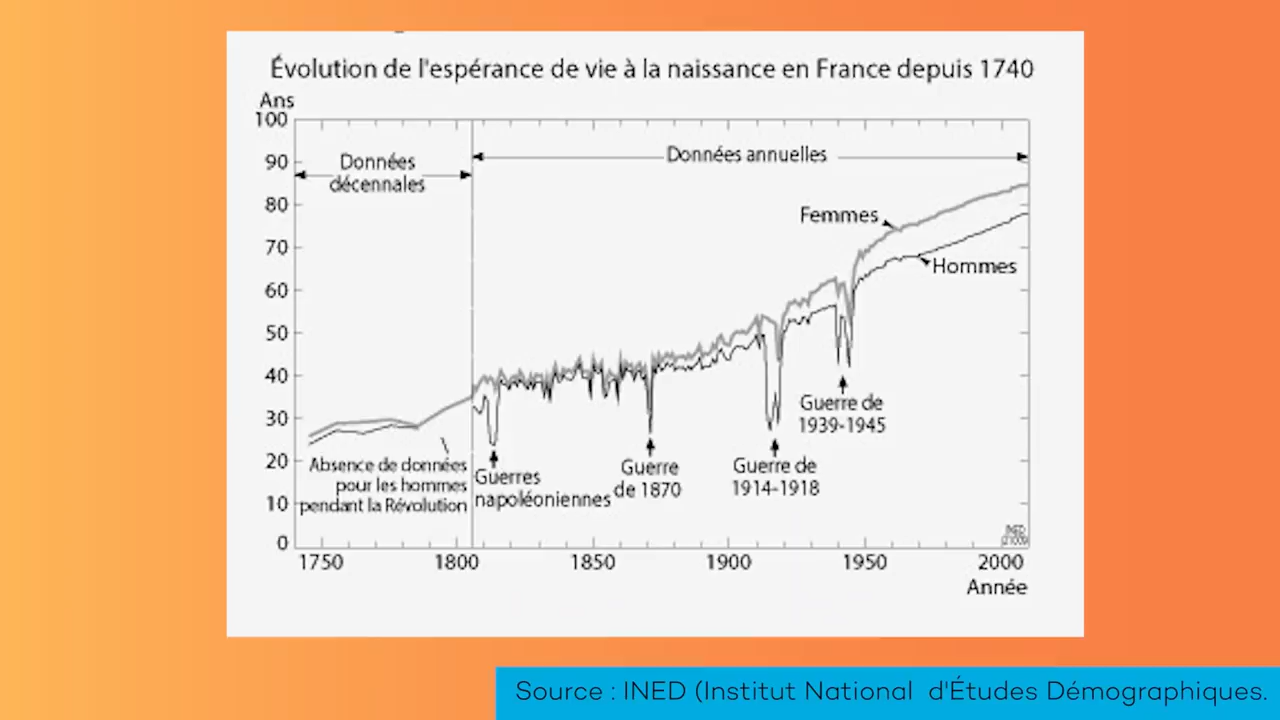 Évolution de l'espérance de vie à la naissance en France depuis 1740
Ans
100
90
80
70
60
50
40
30
20
10
0
Données
décennales
Données annuelles
Femmes
Hommes
Absence de données
pour les hommes
pendant la Révolution
Guerres
napoléoniennes
Guerre
de 1870
Guerre de
1914-1918
Guerre de
1939-1945
INED
1750
1800
1850
1900
1950
2000
Année
Source : INED (Institut National d'Études Démographiques.